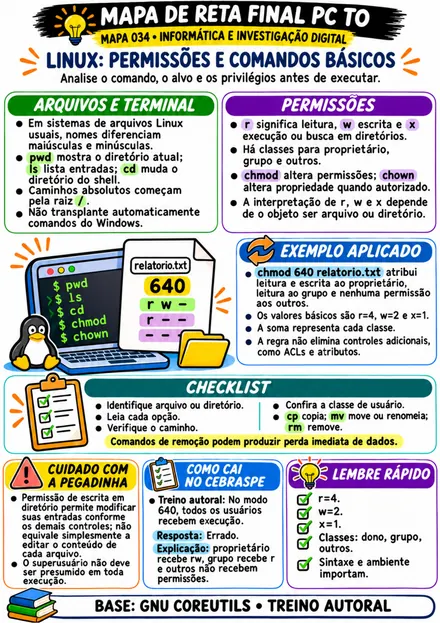 MAPA DE RETA FINAL PC TO
MAPA 034 • INFORMÁTICA E INVESTIGAÇÃO DIGITAL
LINUX: PERMISSÕES E COMANDOS BÁSICOS
Analise o comando, o alvo e os privilégios antes de executar.
ARQUIVOS E TERMINAL
• Em sistemas de arquivos Linux
usuais, nomes diferenciam
maiúsculas e minúsculas.
• pwd mostra o diretório atual;
ls lista entradas; cd muda o
diretório do shell.
• Caminhos absolutos começam
pela raiz /.
• Não transplante automaticamente
comandos do Windows.
PERMISSÕES
• r significa leitura, w escrita e x
execução ou busca em diretórios.
• Há classes para proprietário,
grupo e outros.
• chmod altera permissões; chown
altera propriedade quando autorizado.
• A interpretação de r, w e x depende
de o objeto ser arquivo ou diretório.
$ pwd
$ ls
$ cd
$ chmod
$ chown
relatorio.txt
640
r w -
r - -
- - -
EXEMPLO APLICADO
• chmod 640 relatorio.txt atribui
leitura e escrita ao proprietário,
leitura ao grupo e nenhuma permissão
aos outros.
• Os valores básicos são r=4, w=2 e x=1.
• A soma representa cada classe.
• A regra não elimina controles adicionais,
como ACLs e atributos.
CHECKLIST
• Identifique arquivo ou diretório.
• Leia cada opção.
• Verifique o caminho.
• Confira a classe de usuário.
• cp copia; mv move ou renomeia;
rm remove.
Comandos de remoção podem produzir perda imediata de dados.
CUIDADO COM
A PEGADINHA
• Permissão de escrita em
diretório permite modificar
suas entradas conforme
os demais controles; não
equivale simplesmente a
editar o conteúdo de
cada arquivo.
• O superusuário não deve
ser presumido em toda
execução.
COMO CAI
NO CEBRASPE
• Treino autoral: No modo
640, todos os usuários
recebem execução.
Resposta: Errado.
Explicação: proprietário
recebe rw, grupo recebe r
e outros não recebem
permissões.
LEMBRE RÁPIDO
r=4.
w=2.
x=1.
Classes: dono, grupo,
outros.
Sintaxe e ambiente
importam.
BASE: GNU COREUTILS • TREINO AUTORAL